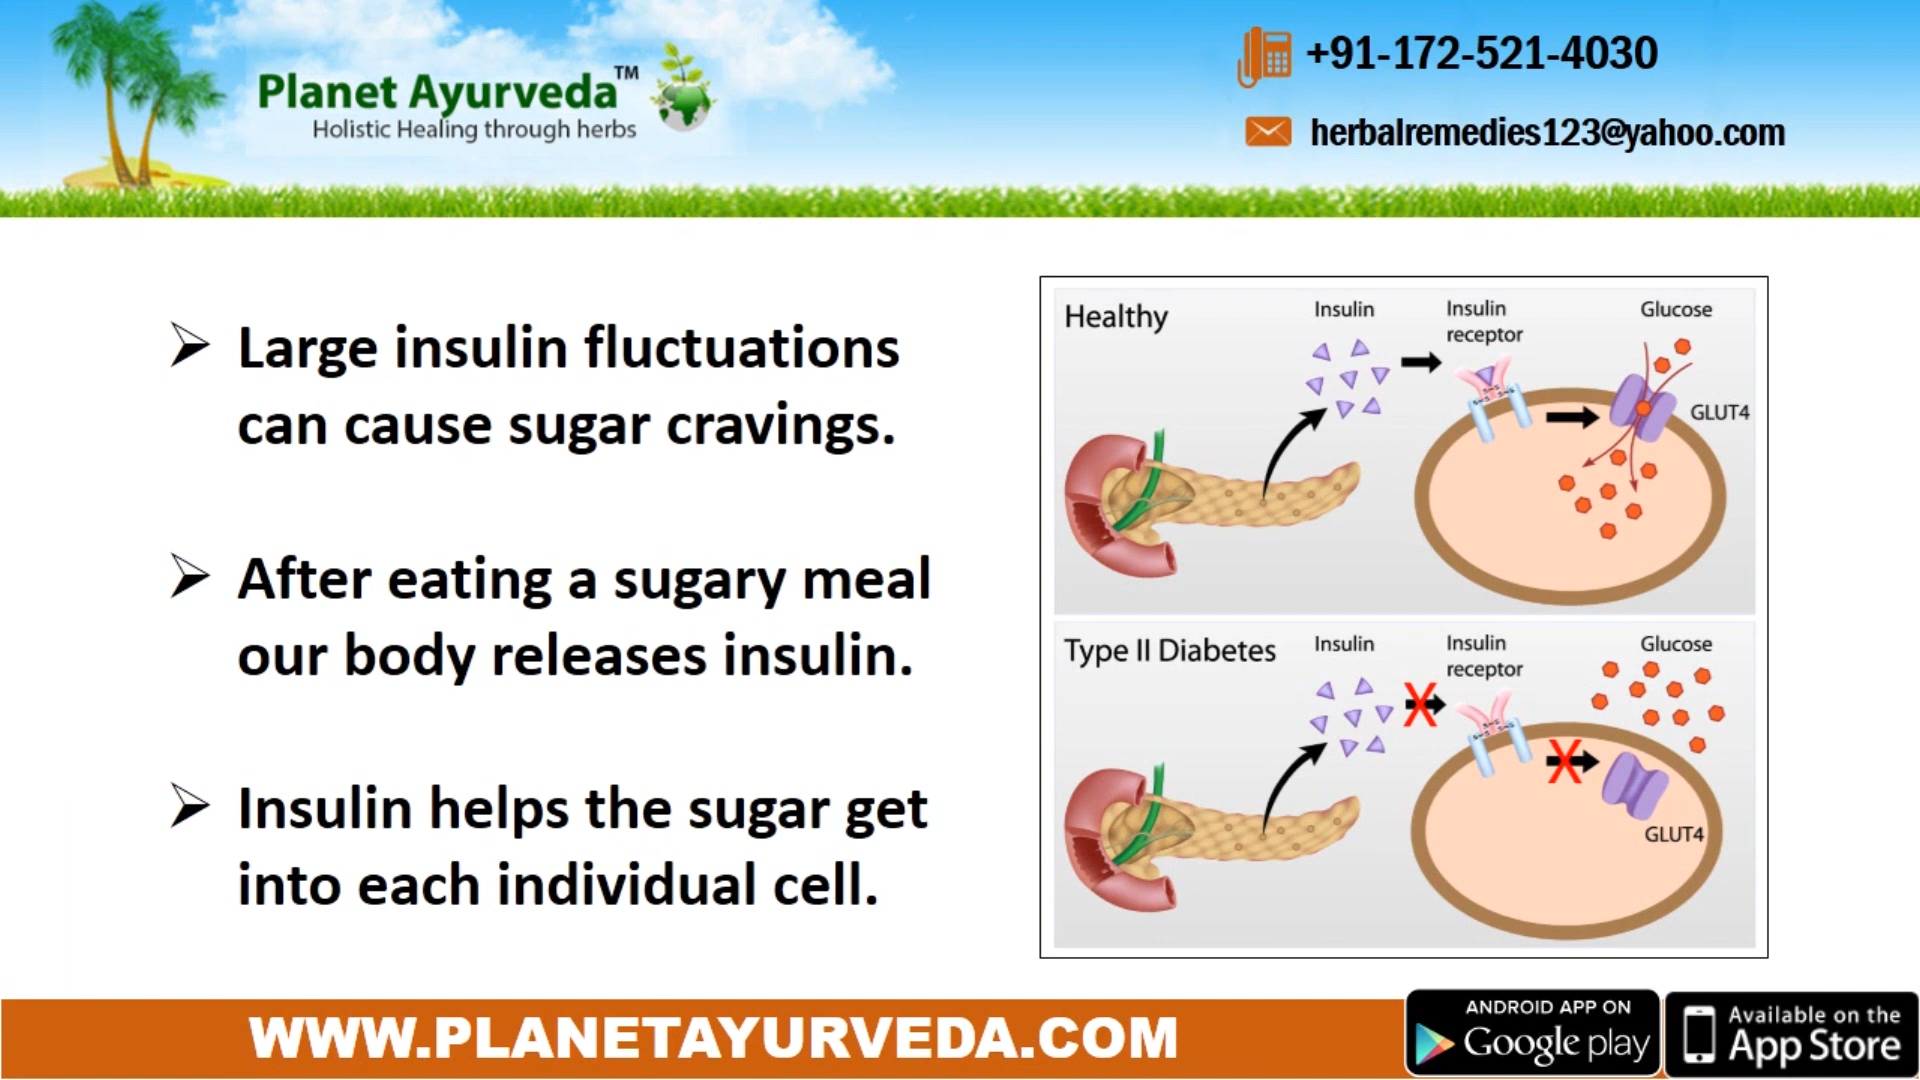 Planet Ayurveda™
Holistic Healing through herbs
+91-172-521-4030
herbalremedies123@yahoo.com
➢ Large insulin fluctuations
can cause sugar cravings.
➢ After eating a sugary meal
our body releases insulin.
➢ Insulin helps the sugar get
into each individual cell.
Healthy
Insulin
Insulin
receptor
Glucose
GLUT4
Type II Diabetes
Insulin
Insulin
receptor
Glucose
GLUT4
WWW.PLANETAYURVEDA.COM
ANDROID APP ON
Google play
Available on the
App Store